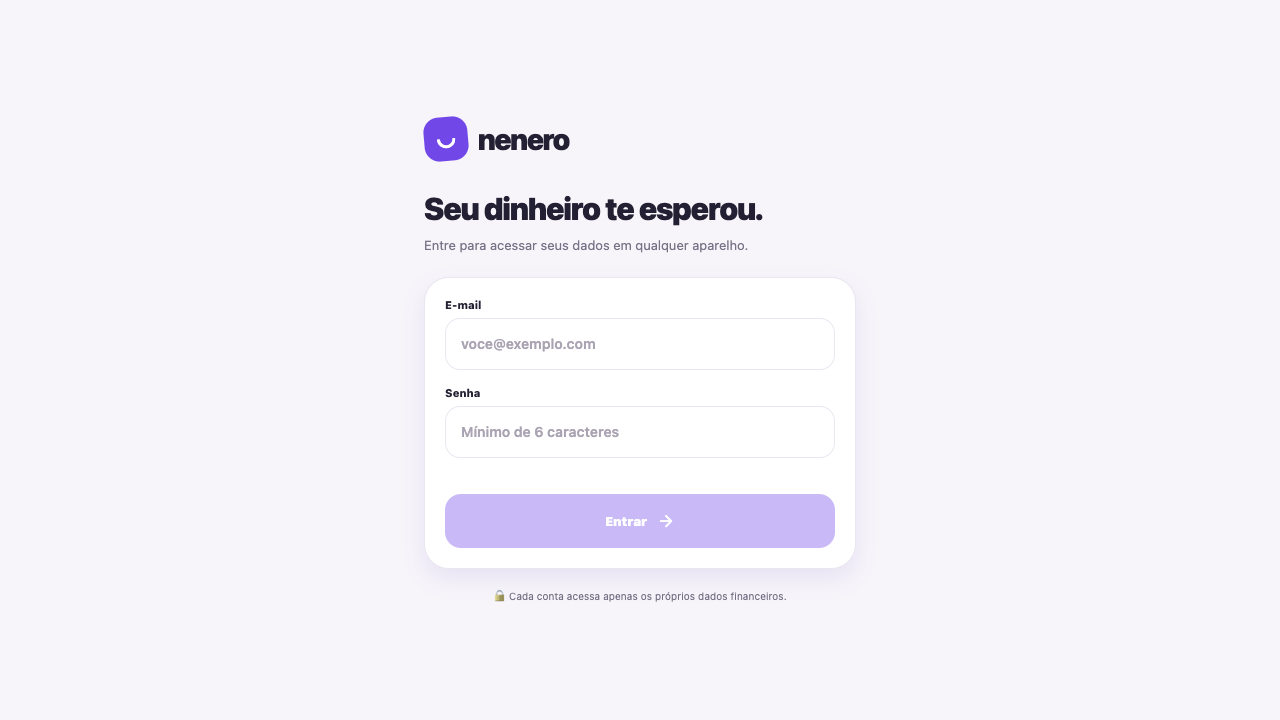 nenero
Seu dinheiro te esperou.
Entre para acessar seus dados em qualquer aparelho.
E-mail
voce@exemplo.com
Senha
Mínimo de 6 caracteres
Entrar →
🔒 Cada conta acessa apenas os próprios dados financeiros.